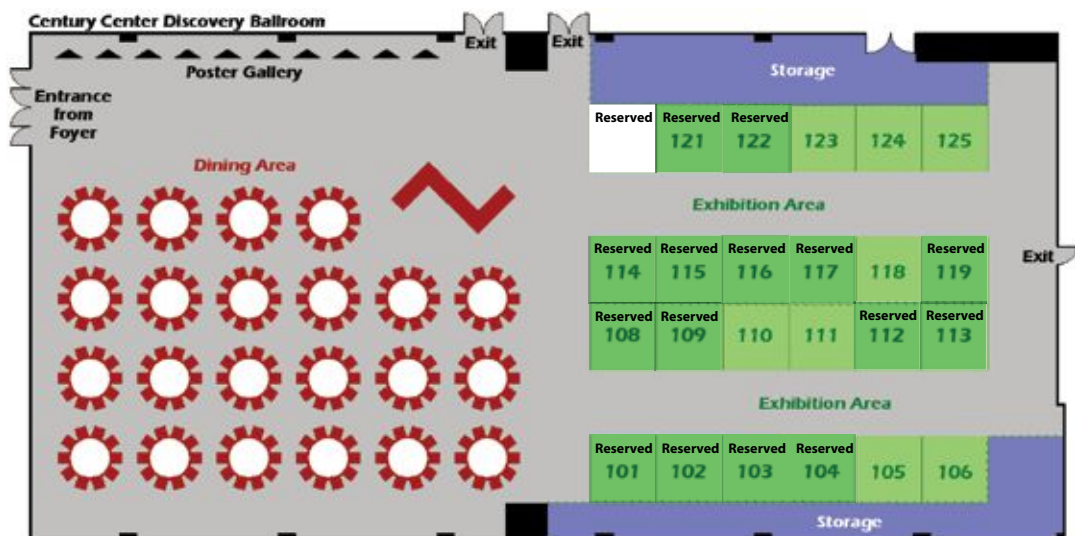 Century Center Discovery Ballroom
Exit
Exit
Poster Gallery
Storage
Entrance
from
Foyer
Reserved
Reserved
121
Reserved
122
123
124
125
Dining Area
Exhibition Area
Reserved
114
Reserved
115
Reserved
116
Reserved
117
118
Reserved
119
Exit
Reserved
108
Reserved
109
110
111
Reserved
112
Reserved
113
Exhibition Area
Reserved
101
Reserved
102
Reserved
103
Reserved
104
105
106
Storage